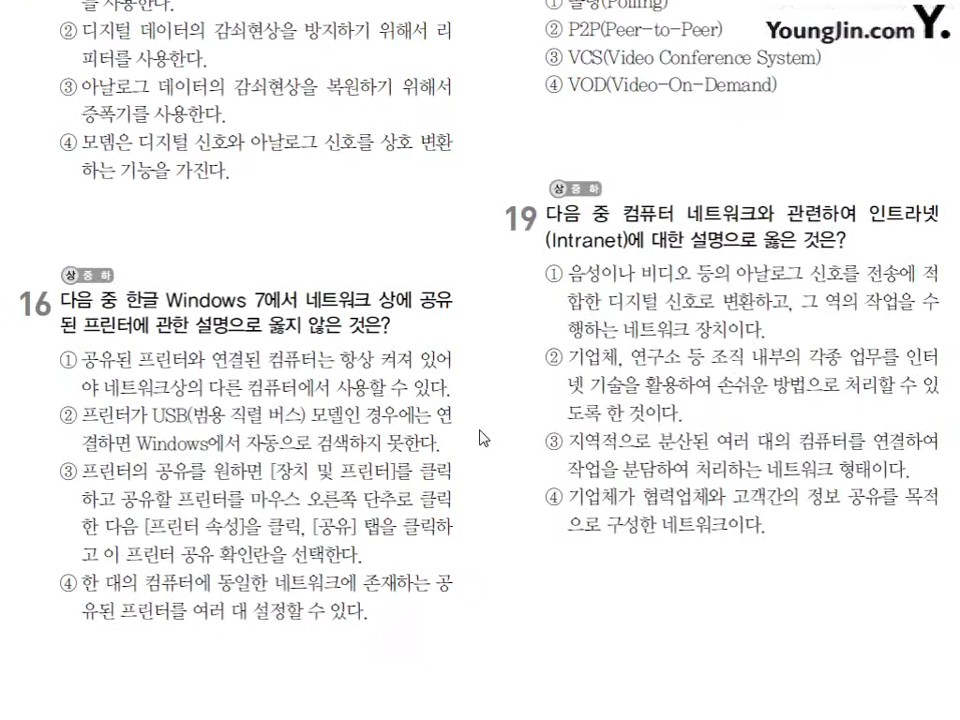 를 사용한다.
② 디지털 데이터의 감쇠현상을 방지하기 위해서 리
피터를 사용한다.
③ 아날로그 데이터의 감쇠현상을 복원하기 위해서
증폭기를 사용한다.
④ 모뎀은 디지털 신호와 아날로그 신호를 상호 변환
하는 기능을 가진다.
상 중 하
16 다음 중 한글 Windows 7에서 네트워크 상에 공유
된 프린터에 관한 설명으로 옳지 않은 것은?
① 공유된 프린터와 연결된 컴퓨터는 항상 켜져 있어
야 네트워크상의 다른 컴퓨터에서 사용할 수 있다.
② 프린터가 USB(범용 직렬 버스) 모델인 경우에는 연
결하면 Windows에서 자동으로 검색하지 못한다.
③ 프린터의 공유를 원하면 [장치 및 프린터]를 클릭
하고 공유할 프린터를 마우스 오른쪽 단추로 클릭
한 다음 [프린터 속성]을 클릭, [공유] 탭을 클릭하
고 이 프린터 공유 확인란을 선택한다.
④ 한 대의 컴퓨터에 동일한 네트워크에 존재하는 공
유된 프린터를 여러 대 설정할 수 있다.
① 폴링(Polling)
② P2P(Peer-to-Peer)
③ VCS(Video Conference System)
④ VOD(Video-On-Demand)
YoungJin.com Y.
상 중 하
19 다음 중 컴퓨터 네트워크와 관련하여 인트라넷
(Intranet)에 대한 설명으로 옳은 것은?
① 음성이나 비디오 등의 아날로그 신호를 전송에 적
합한 디지털 신호로 변환하고, 그 역의 작업을 수
행하는 네트워크 장치이다.
② 기업체, 연구소 등 조직 내부의 각종 업무를 인터
넷 기술을 활용하여 손쉬운 방법으로 처리할 수 있
도록 한 것이다.
③ 지역적으로 분산된 여러 대의 컴퓨터를 연결하여
작업을 분담하여 처리하는 네트워크 형태이다.
④ 기업체가 협력업체와 고객간의 정보 공유를 목적
으로 구성한 네트워크이다.